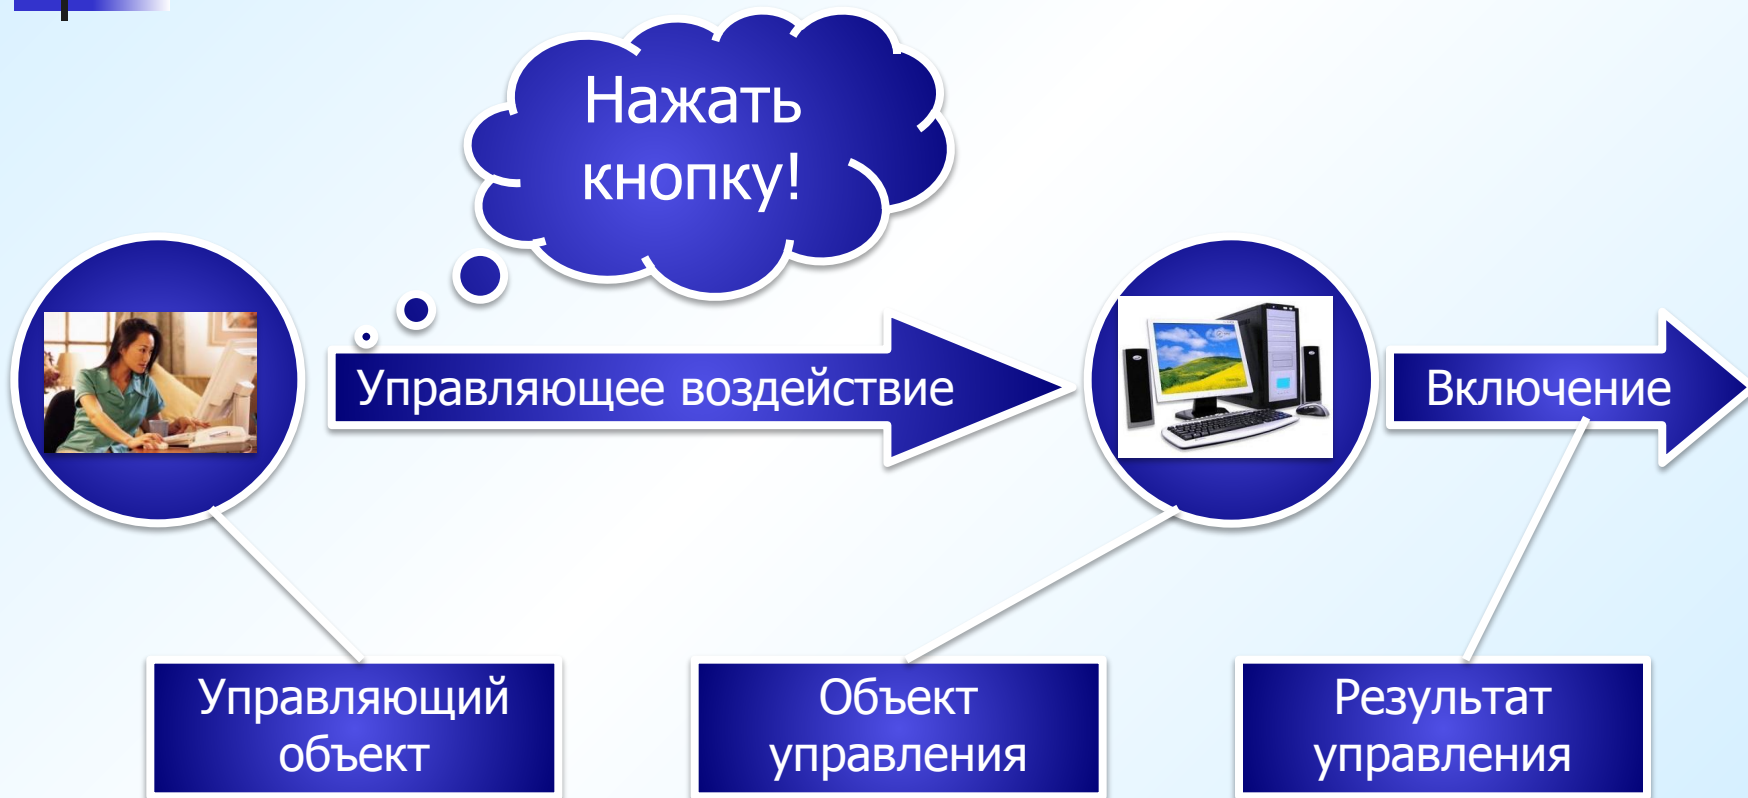 Нажать
кнопку!
Управляющее воздействие
Включение
Управляющий
объект
Объект
управления
Результат
управления